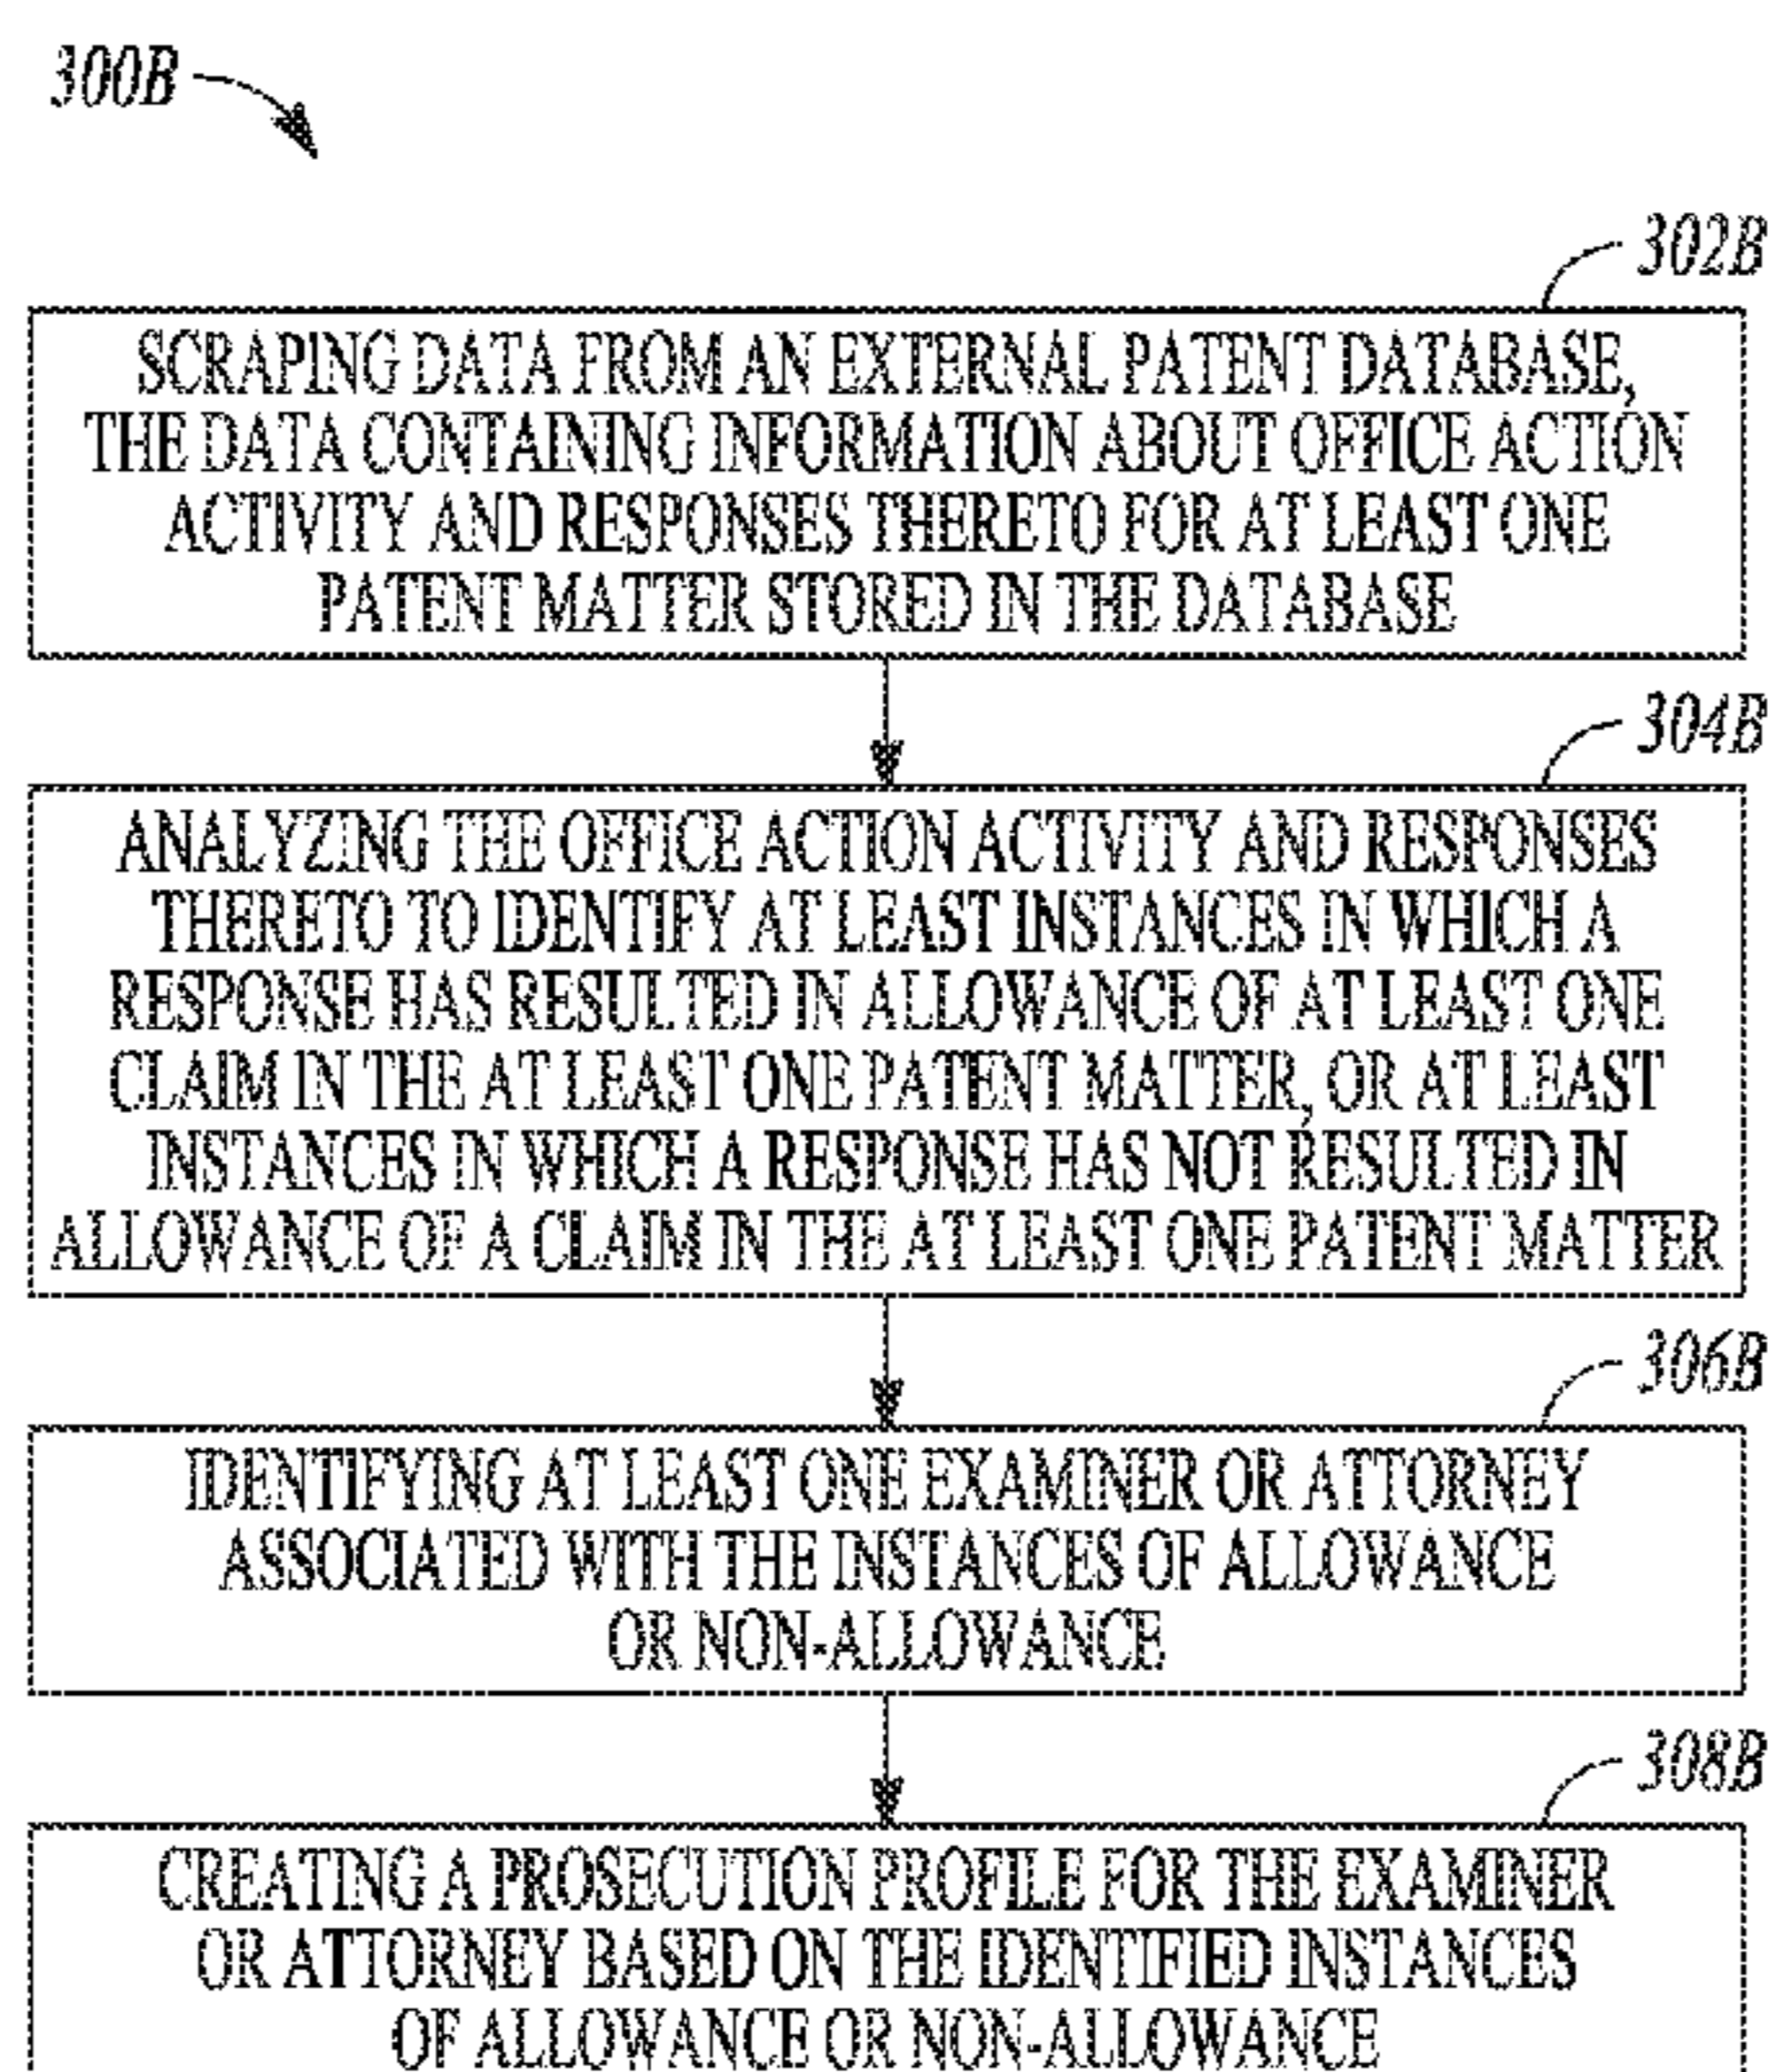 300B
302B
SCRAPING DATA FROM AN EXTERNAL PATENT DATABASE,
THE DATA CONTAINING INFORMATION ABOUT OFFICE ACTION
ACTIVITY AND RESPONSES THERETO FOR AT LEAST ONE
PATENT MATTER STORED IN THE DATABASE
304B
ANALYZING THE OFFICE ACTION ACTIVITY AND RESPONSES
THERETO TO IDENTIFY AT LEAST INSTANCES IN WHICH A
RESPONSE HAS RESULTED IN ALLOWANCE OF AT LEAST ONE
CLAIM IN THE AT LEAST ONE PATENT MATTER, OR AT LEAST
INSTANCES IN WHICH A RESPONSE HAS NOT RESULTED IN
ALLOWANCE OF A CLAIM IN THE AT LEAST ONE PATENT MATTER
306B
IDENTIFYING AT LEAST ONE EXAMINER OR ATTORNEY
ASSOCIATED WITH THE INSTANCES OF ALLOWANCE
OR NON-ALLOWANCE
308B
CREATING A PROSECUTION PROFILE FOR THE EXAMINER
OR ATTORNEY BASED ON THE IDENTIFIED INSTANCES
OF ALLOWANCE OR NON-ALLOWANCE